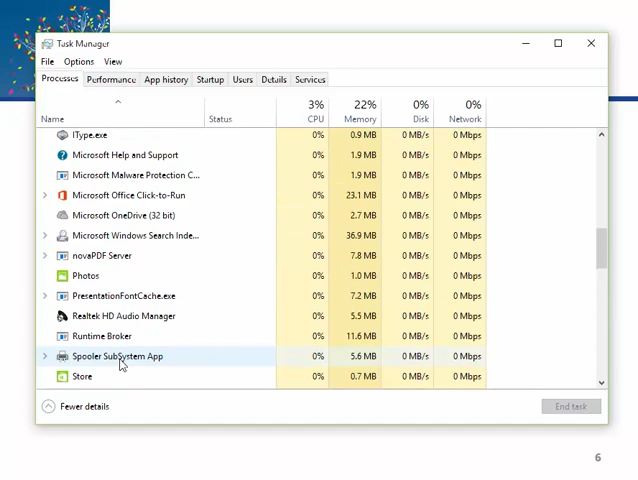 Task Manager
File Options View
Processes Performance App history Startup Users Details Services
3% 22% 0% 0%
Name Status CPU Memory Disk Network
IType.exe 0% 0.9 MB 0 MB/s 0 Mbps
Microsoft Help and Support 0% 1.9 MB 0 MB/s 0 Mbps
Microsoft Malware Protection C... 0% 1.9 MB 0 MB/s 0 Mbps
Microsoft Office Click-to-Run 0% 23.1 MB 0 MB/s 0 Mbps
Microsoft OneDrive (32 bit) 0% 2.7 MB 0 MB/s 0 Mbps
Microsoft Windows Search Inde... 0% 36.9 MB 0 MB/s 0 Mbps
novaPDF Server 0% 7.8 MB 0 MB/s 0 Mbps
Photos 0% 1.0 MB 0 MB/s 0 Mbps
PresentationFontCache.exe 0% 7.2 MB 0 MB/s 0 Mbps
Realtek HD Audio Manager 0% 5.5 MB 0 MB/s 0 Mbps
Runtime Broker 0% 11.6 MB 0 MB/s 0 Mbps
Spooler SubSystem App 0% 5.6 MB 0 MB/s 0 Mbps
Store 0% 0.7 MB 0 MB/s 0 Mbps
Fewer details End task
6